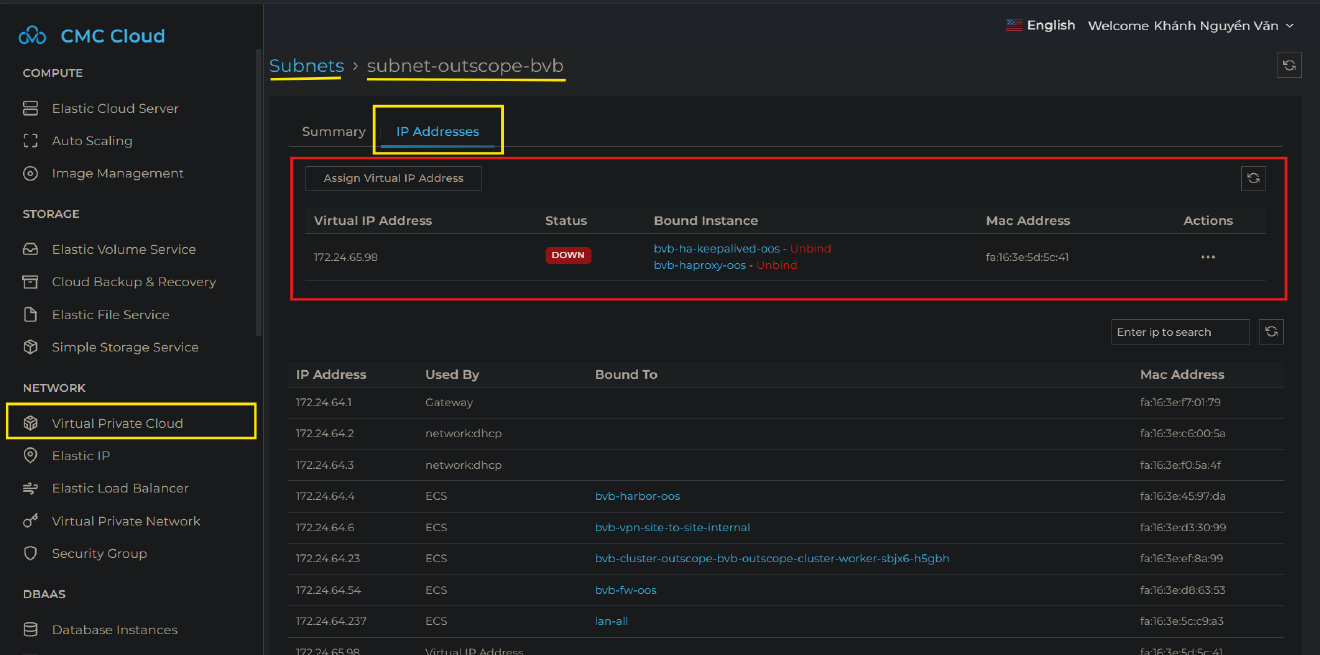 English Welcome Khánh Nguyễn Văn
CMC Cloud
COMPUTE
Elastic Cloud Server
Auto Scaling
Image Management
STORAGE
Elastic Volume Service
Cloud Backup & Recovery
Elastic File Service
Simple Storage Service
NETWORK
Virtual Private Cloud
Elastic IP
Elastic Load Balancer
Virtual Private Network
Security Group
DBAAS
Database Instances
Subnets › subnet-outscope-bvb
Summary IP Addresses
Assign Virtual IP Address
Virtual IP Address Status Bound Instance Mac Address Actions
172.24.65.98 DOWN bvb-ha-keepalived-oos - Unbind fa:16:3e:5d:5c:41 •••
bvb-haproxy-oos - Unbind
Enter ip to search
IP Address Used By Bound To Mac Address
172.24.64.1 Gateway fa:16:3e:f7:01:79
172.24.64.2 network:dhcp fa:16:3e:c6:00:5a
172.24.64.3 network:dhcp fa:16:3e:f0:5a:4f
172.24.64.4 ECS bvb-harbor-oos fa:16:3e:45:97:da
172.24.64.6 ECS bvb-vpn-site-to-site-internal fa:16:3e:d3:30:99
172.24.64.23 ECS bvb-cluster-outscope-bvb-outscope-cluster-worker-sbjx6-h5gbh fa:16:3e:ef:8a:99
172.24.64.54 ECS bvb-fw-oos fa:16:3e:d8:63:53
172.24.64.237 ECS lan-all fa:16:3e:5c:c9:a3
172.24.65.98 Virtual IP Address fa:16:3e:5d:5c:41